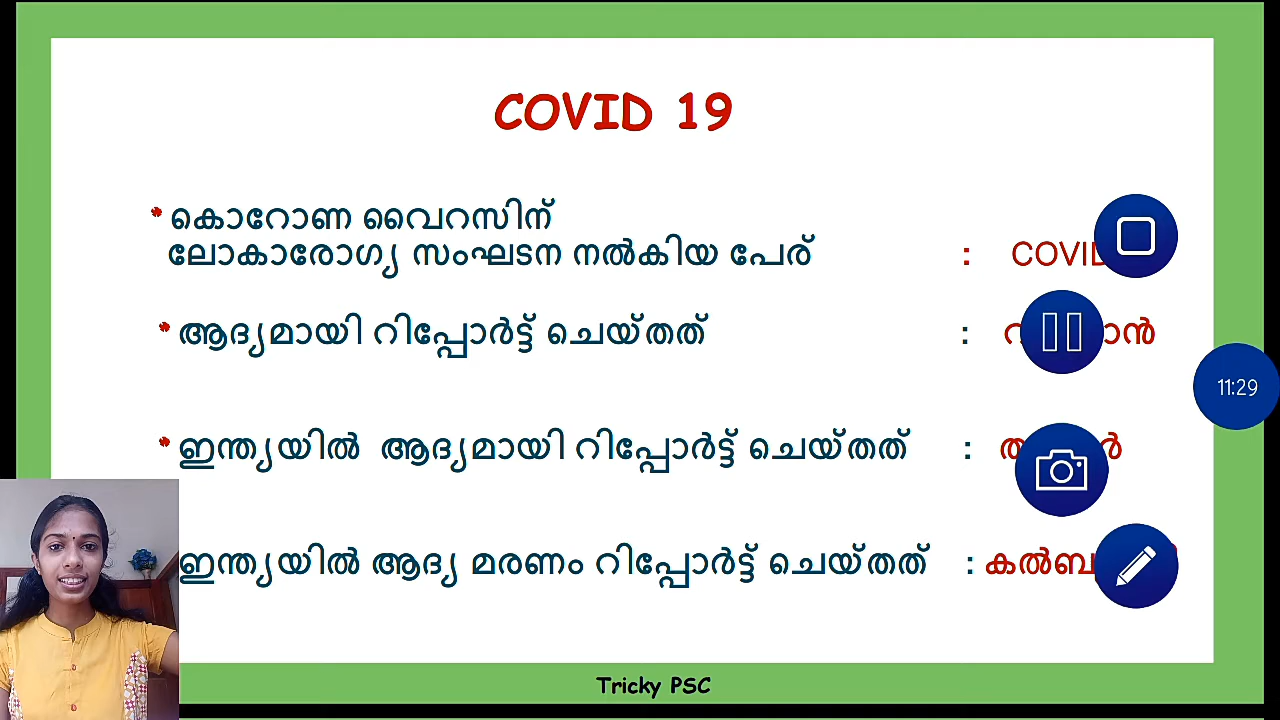 COVID 19
* കൊറോണ വൈറസിന്
ലോകാരോഗ്യ സംഘടന നൽകിയ പേര് : COVID
* ആദ്യമായി റിപ്പോർട്ട് ചെയ്തത് :
11:29
* ഇന്ത്യയിൽ ആദ്യമായി റിപ്പോർട്ട് ചെയ്തത് :
ഇന്ത്യയിൽ ആദ്യ മരണം റിപ്പോർട്ട് ചെയ്തത് :
Tricky PSC